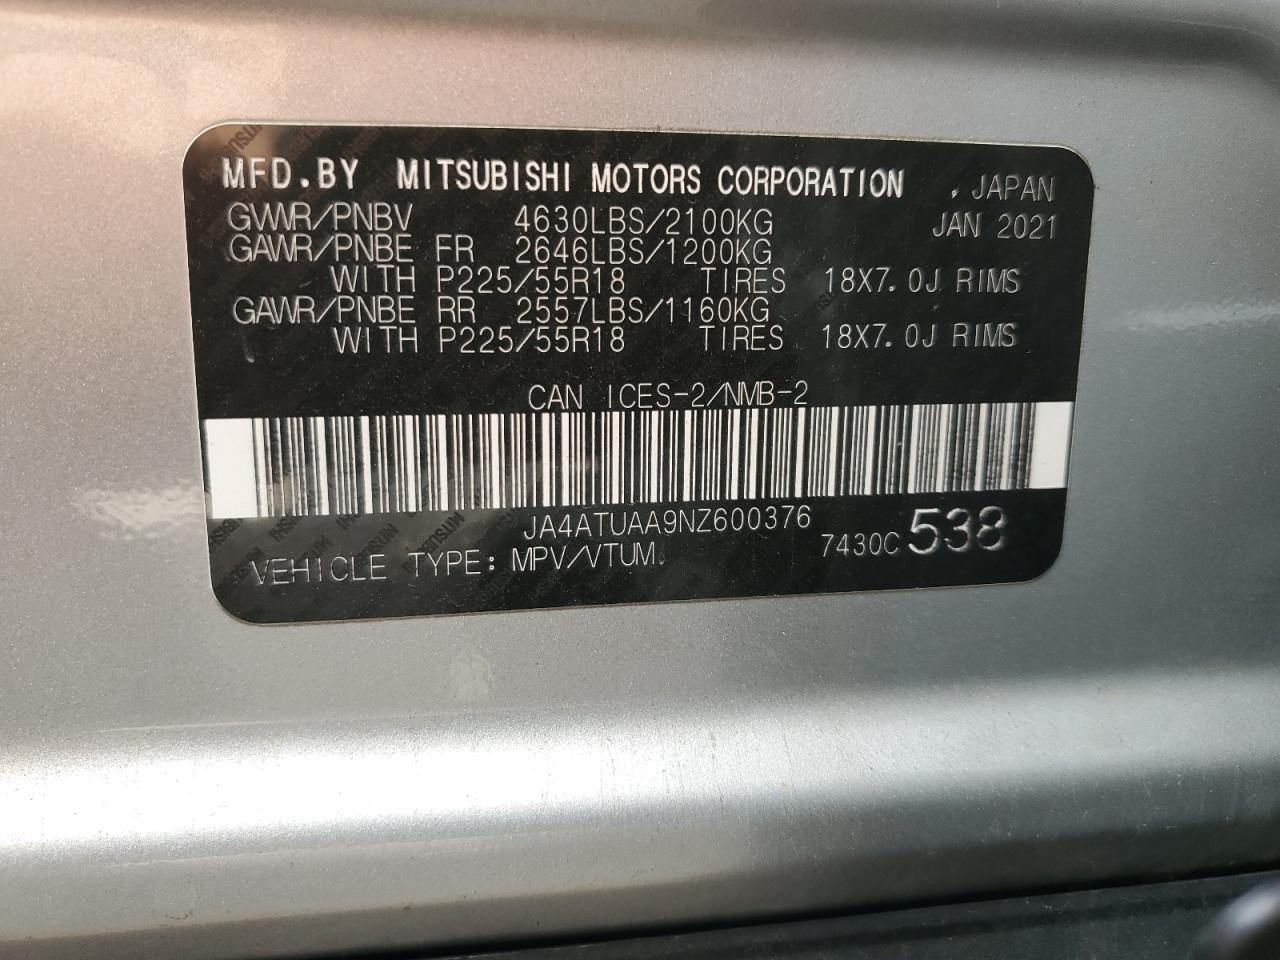 MFD.BY MITSUBISHI MOTORS CORPORATION , JAPAN
GVWR/PNBV 4630LBS/2100KG JAN 2021
GAWR/PNBE FR 2646LBS/1200KG
WITH P225/55R18 TIRES 18X7.0J RIMS
GAWR/PNBE RR 2557LBS/1160KG
WITH P225/55R18 TIRES 18X7.0J RIMS
CAN ICES-2/NMB-2
JA4ATUAA9NZ600376
VEHICLE TYPE: MPV/VTUM 7430C 538